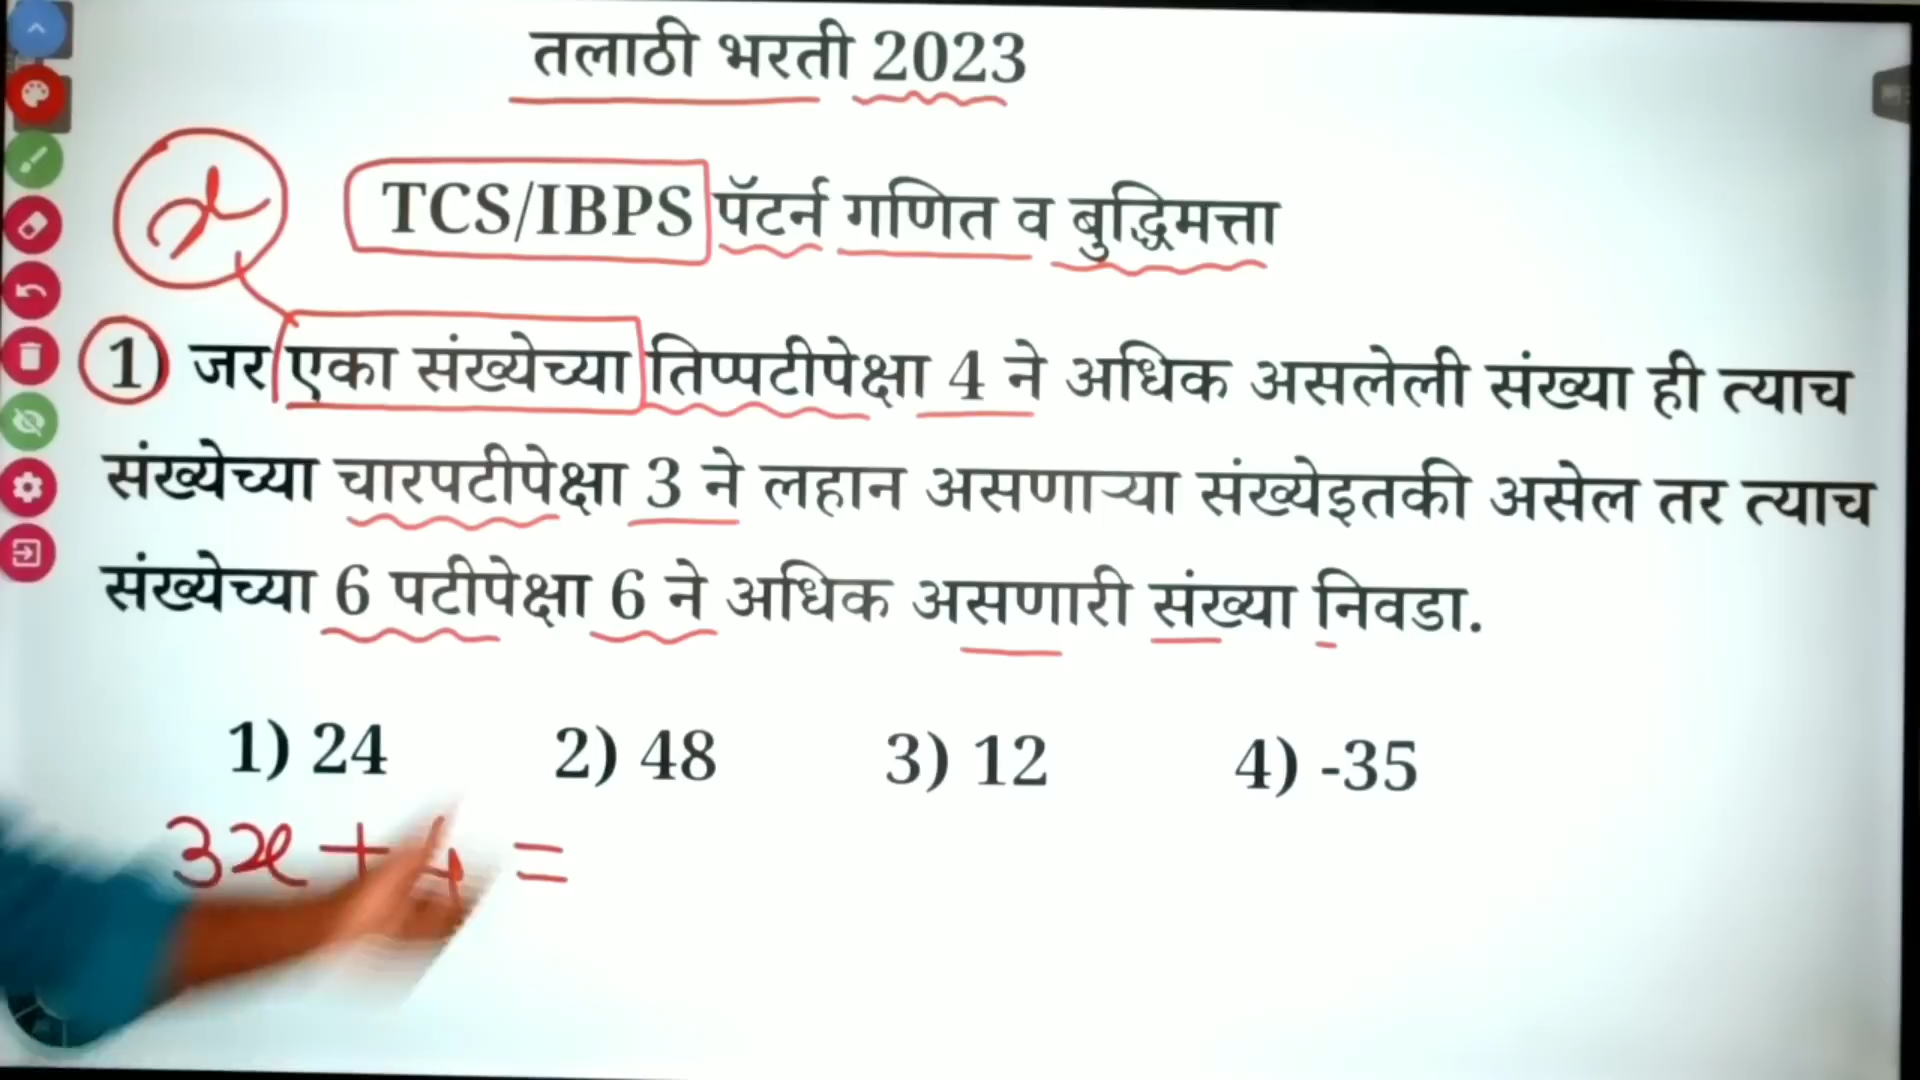 तलाठी भरती 2023
x
TCS/IBPS पॅटर्न गणित व बुद्धिमत्ता
1) जर एका संख्येच्या तिप्पटीपेक्षा 4 ने अधिक असलेली संख्या ही त्याच
संख्येच्या चारपटीपेक्षा 3 ने लहान असणाऱ्या संख्येइतकी असेल तर त्याच
संख्येच्या 6 पटीपेक्षा 6 ने अधिक असणारी संख्या निवडा.
1) 24 2) 48 3) 12 4) -35
3x + 4 =